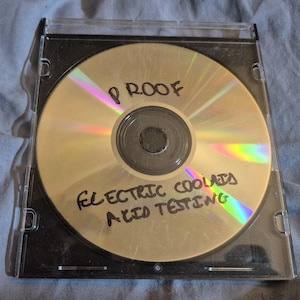 PROOF
ELECTRIC COOLAID
ACID TESTING